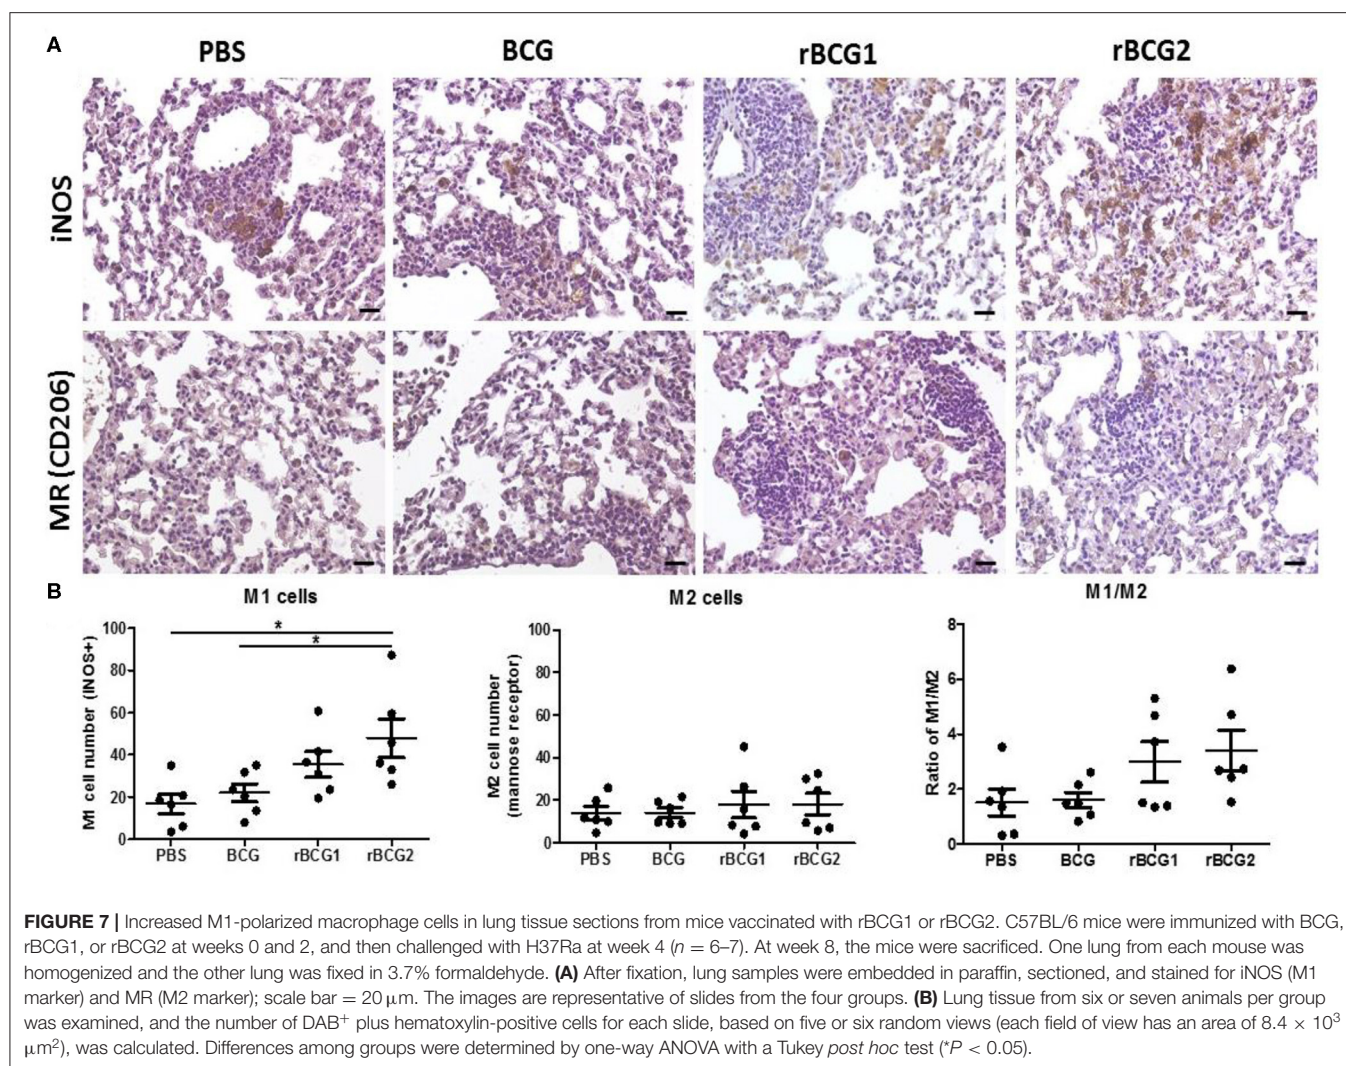 A
PBS
BCG
rBCG1
rBCG2
iNOS
MR (CD206)
B
M1 cells
M1 cell number (iNOS+)
100
80
60
40
20
0
*
*
PBS
BCG
rBCG1
rBCG2
M2 cells
M2 cell number
(mannose receptor)
100
80
60
40
20
0
PBS
BCG
rBCG1
rBCG2
M1/M2
Ratio of M1/M2
8
6
4
2
0
PBS
BCG
rBCG1
rBCG2
FIGURE 7 | Increased M1-polarized macrophage cells in lung tissue sections from mice vaccinated with rBCG1 or rBCG2. C57BL/6 mice were immunized with BCG,
rBCG1, or rBCG2 at weeks 0 and 2, and then challenged with H37Ra at week 4 (n = 6–7). At week 8, the mice were sacrificed. One lung from each mouse was
homogenized and the other lung was fixed in 3.7% formaldehyde. (A) After fixation, lung samples were embedded in paraffin, sectioned, and stained for iNOS (M1
marker) and MR (M2 marker); scale bar = 20 μm. The images are representative of slides from the four groups. (B) Lung tissue from six or seven animals per group
was examined, and the number of DAB⁺ plus hematoxylin-positive cells for each slide, based on five or six random views (each field of view has an area of 8.4 × 10³
μm²), was calculated. Differences among groups were determined by one-way ANOVA with a Tukey post hoc test (*P < 0.05).